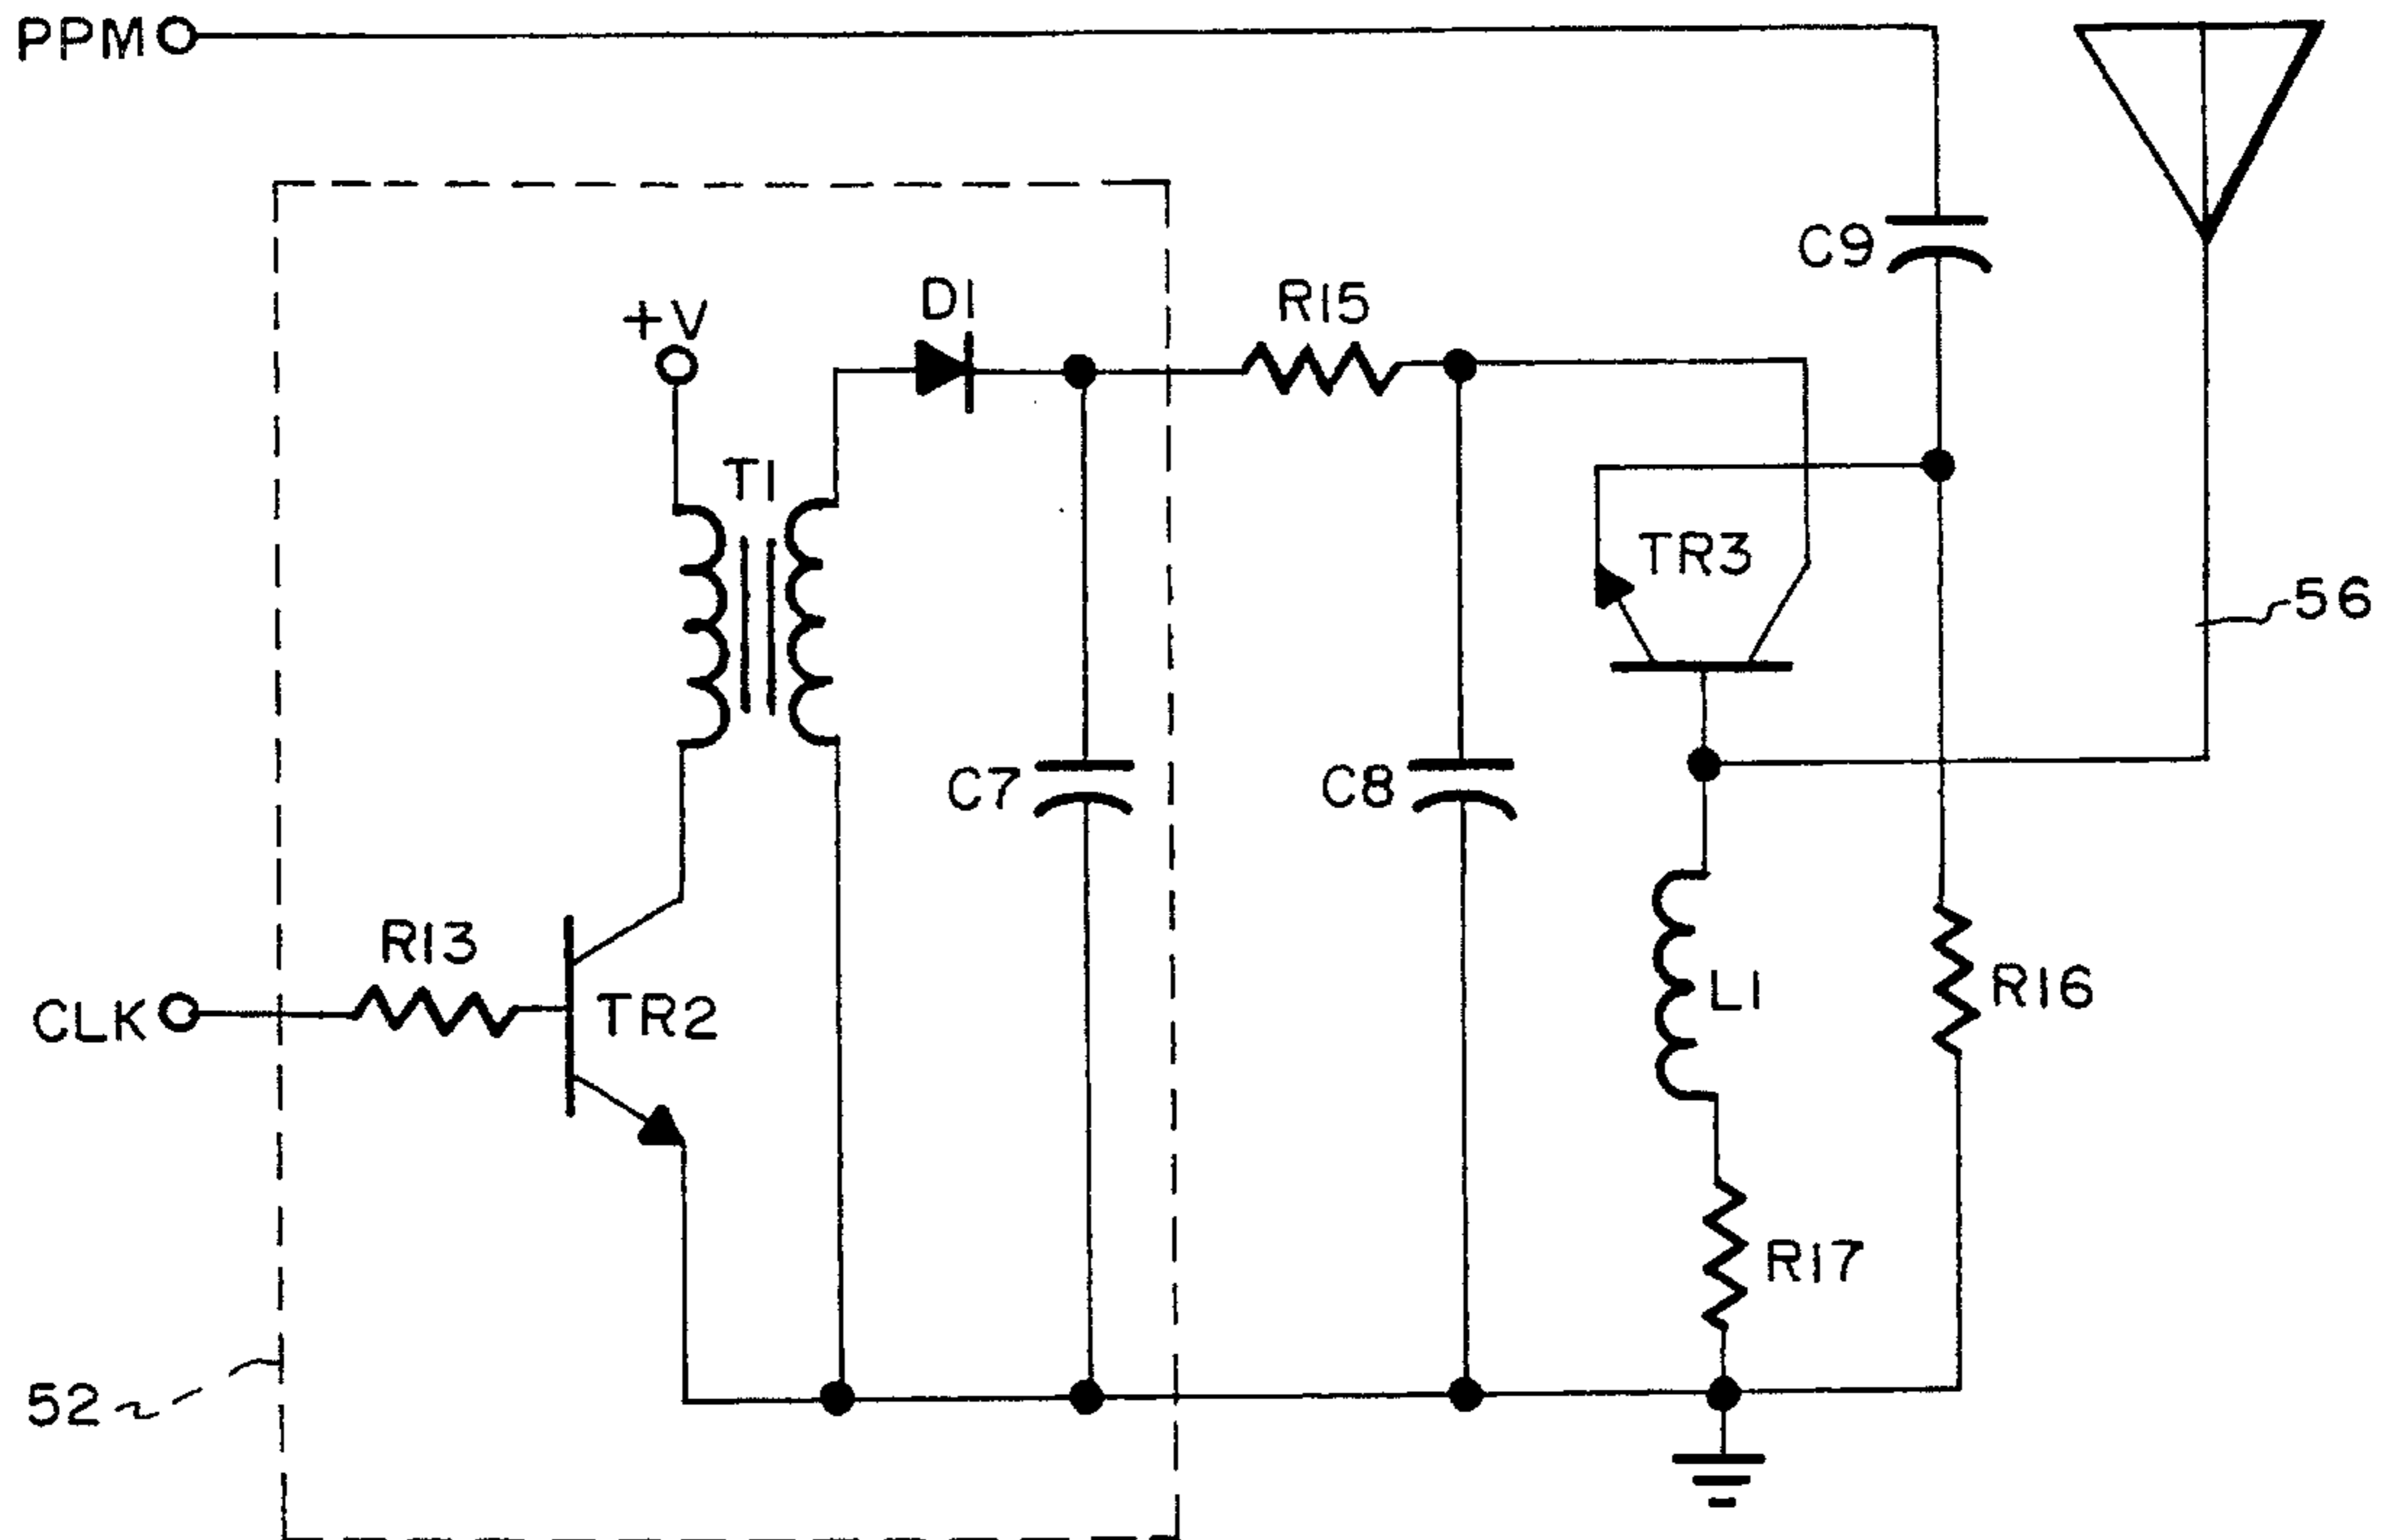 PPM
C9
D1
R15
+V
T1
TR3
56
C7
C8
R13
TR2
CLK
L1
R16
R17
52